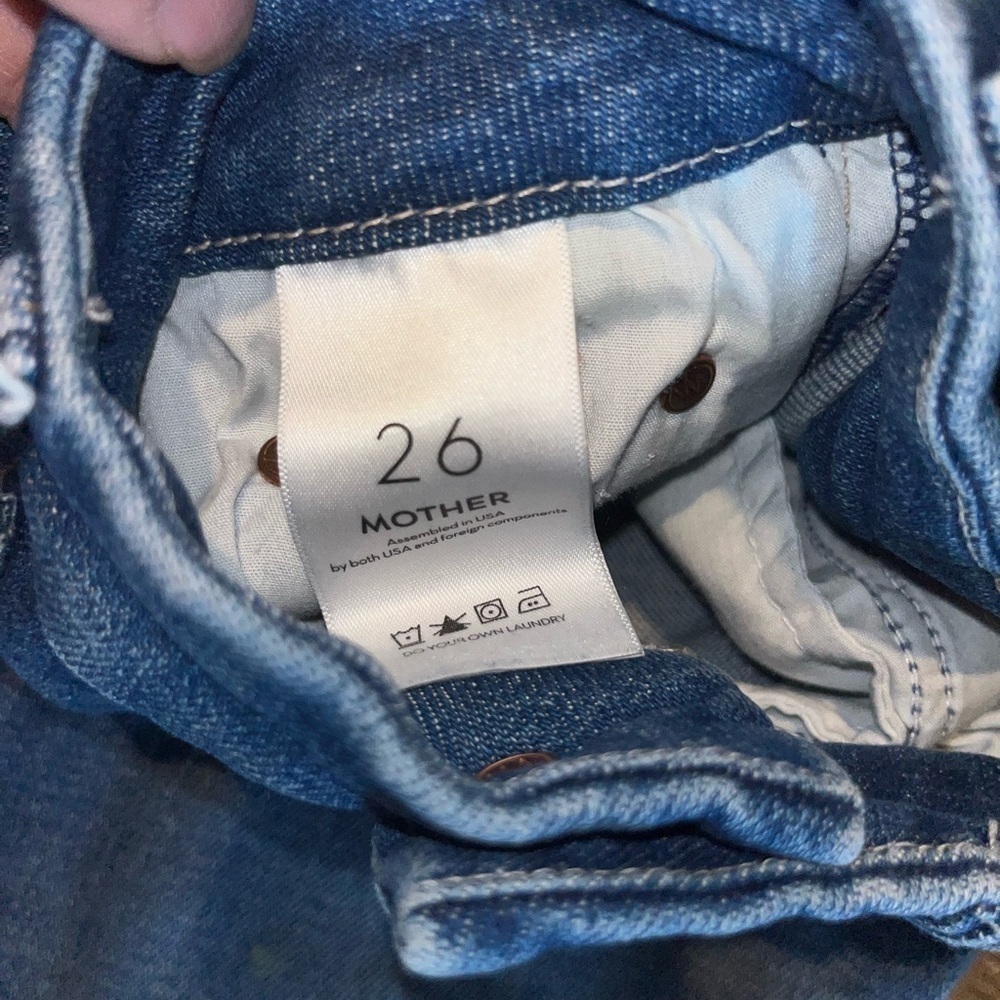 26
MOTHER
Assembled in USA
by both USA and foreign components
DO YOUR OWN LAUNDRY